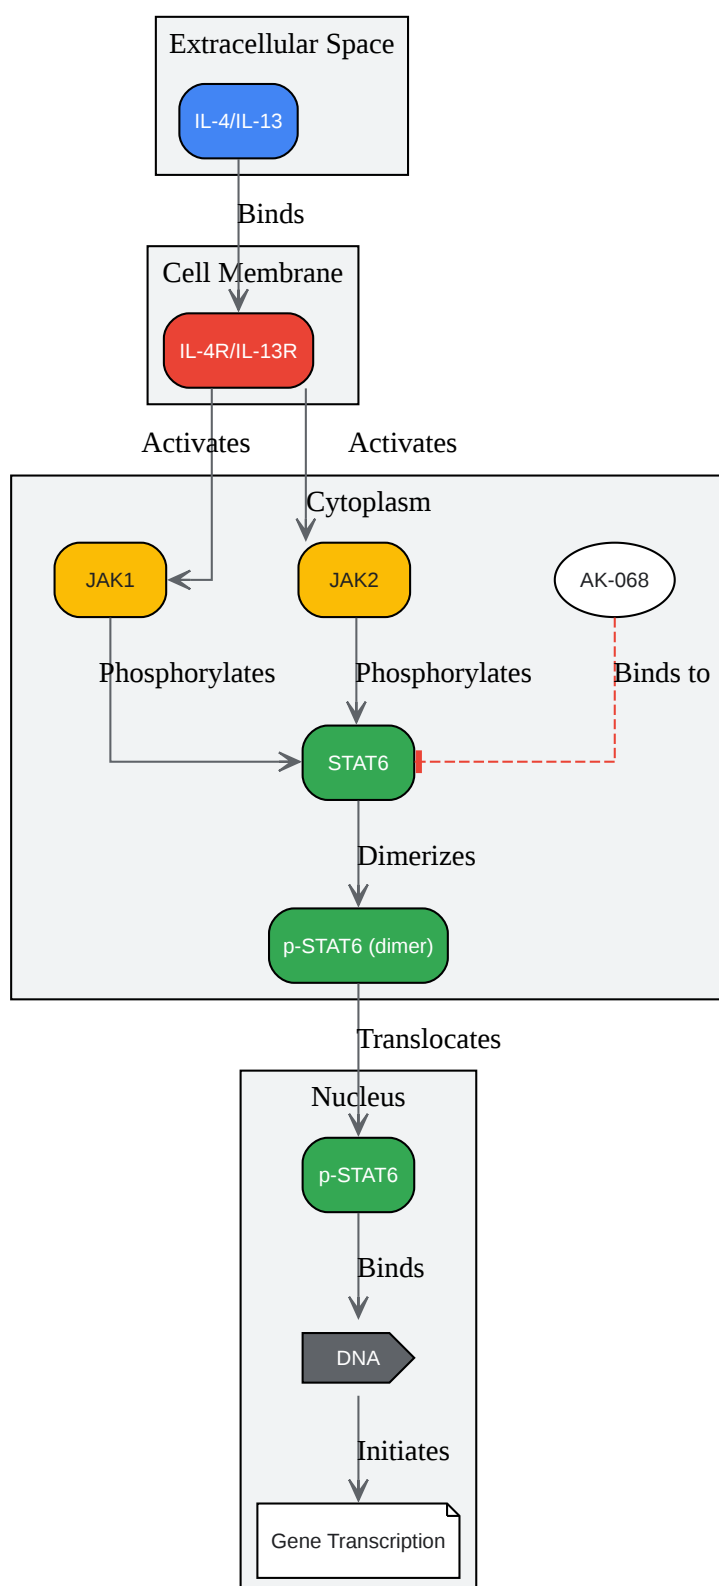 Extracellular Space
IL-4/IL-13
Binds
Cell Membrane
IL-4R/IL-13R
Activates
Activates
Cytoplasm
JAK1
JAK2
AK-068
Phosphorylates
Phosphorylates
Binds to
STAT6
Dimerizes
p-STAT6 (dimer)
Translocates
Nucleus
p-STAT6
Binds
DNA
Initiates
Gene Transcription